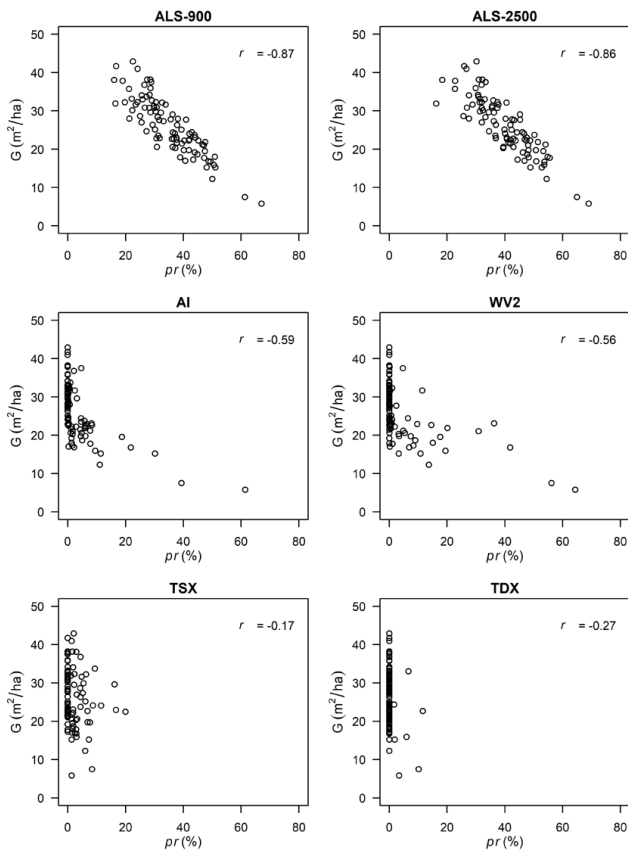 ALS-900
r = -0.87
G (m²/ha)
50
40
30
20
10
0
0 20 40 60 80
pr (%)
ALS-2500
r = -0.86
G (m²/ha)
50
40
30
20
10
0
0 20 40 60 80
pr (%)
AI
r = -0.59
G (m²/ha)
50
40
30
20
10
0
0 20 40 60 80
pr (%)
WV2
r = -0.56
G (m²/ha)
50
40
30
20
10
0
0 20 40 60 80
pr (%)
TSX
r = -0.17
G (m²/ha)
50
40
30
20
10
0
0 20 40 60 80
pr (%)
TDX
r = -0.27
G (m²/ha)
50
40
30
20
10
0
0 20 40 60 80
pr (%)